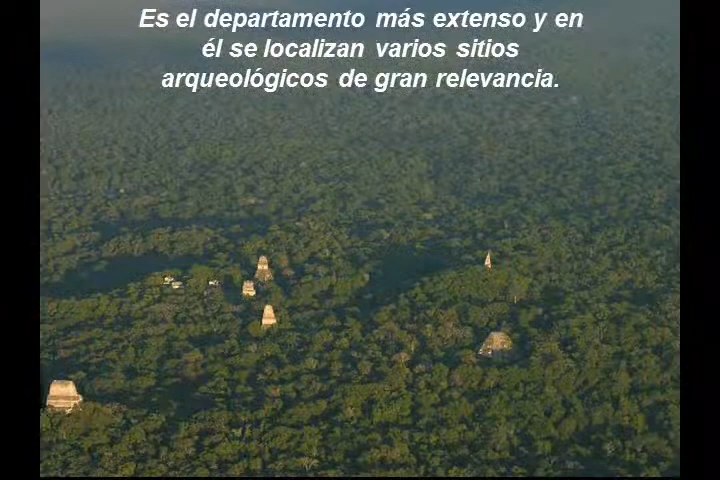 Es el departamento más extenso y en
él se localizan varios sitios
arqueológicos de gran relevancia.